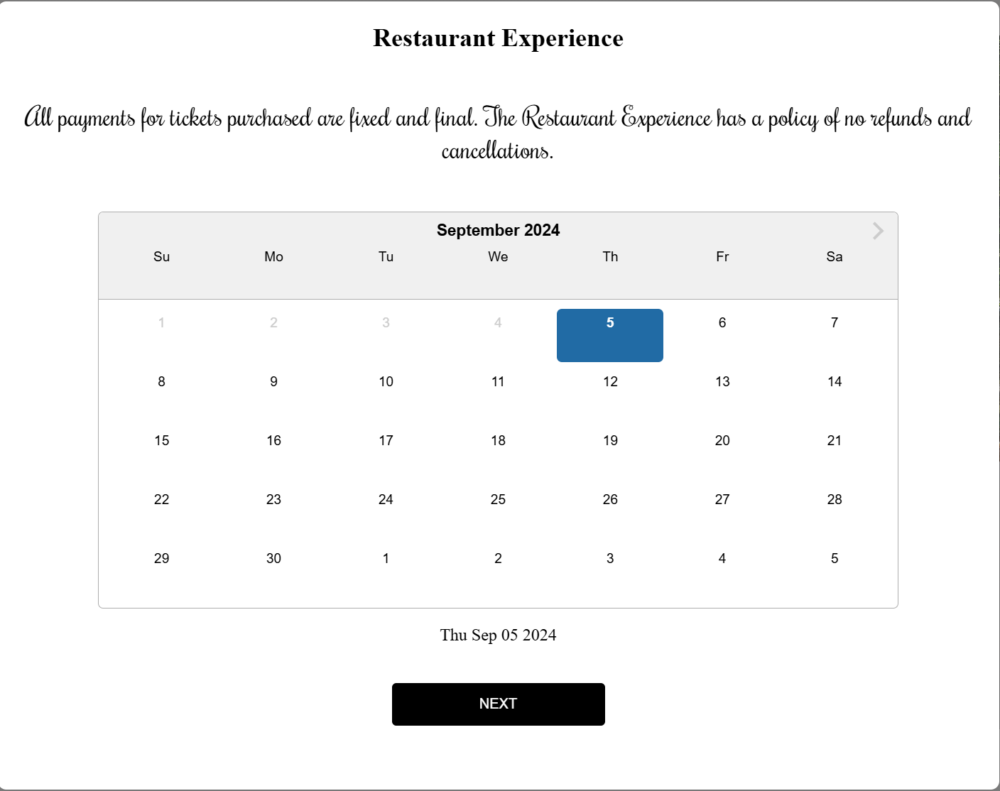 Restaurant Experience
All payments for tickets purchased are fixed and final. The Restaurant Experience has a policy of no refunds and
cancellations.
September 2024
Su Mo Tu We Th Fr Sa
1 2 3 4 5 6 7
8 9 10 11 12 13 14
15 16 17 18 19 20 21
22 23 24 25 26 27 28
29 30 1 2 3 4 5
Thu Sep 05 2024
NEXT